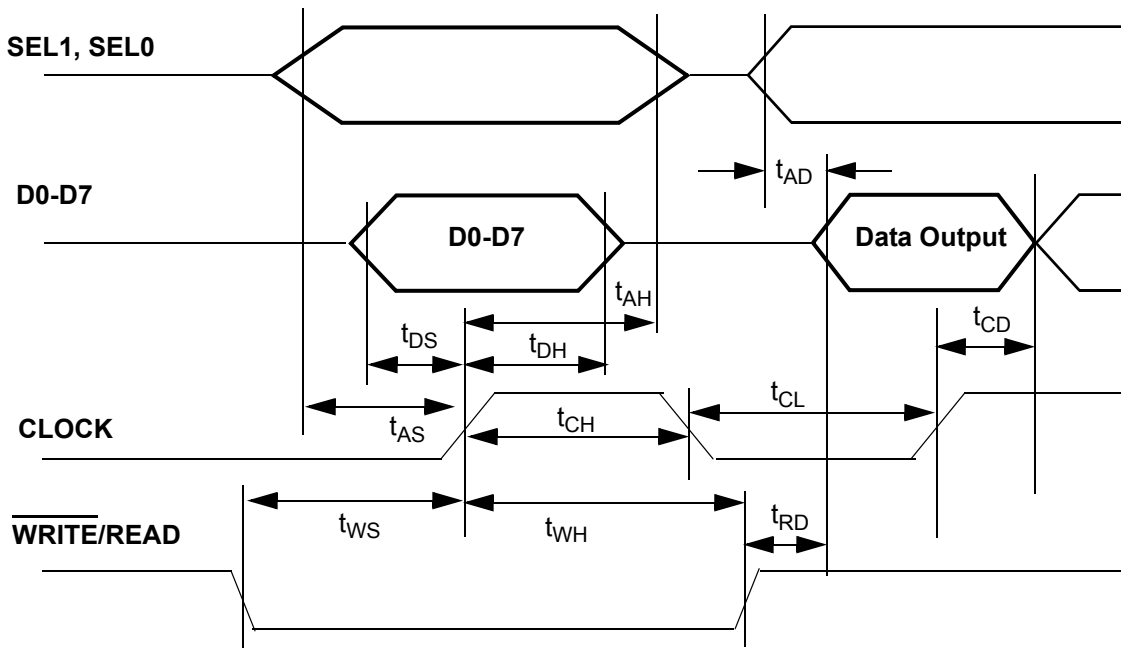 SEL1, SEL0
tAD
D0-D7
D0-D7
Data Output
tAH
tDS
tDH
tCD
tCL
tAS
tCH
CLOCK
tWS
tWH
tRD
WRITE/READ